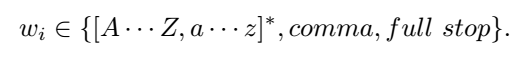 w_i ∈ {[A ⋯ Z, a ⋯ z]^*, comma, full stop}.